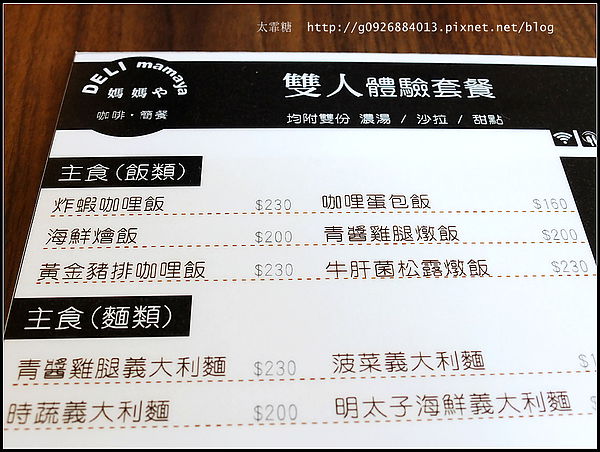 太霏糖 http://g0926884013.pixnet.net/blog
DELI mamaya
媽媽や
咖啡・簡餐
雙人體驗套餐
均附雙份 濃湯 / 沙拉 / 甜點
主食(飯類)
炸蝦咖哩飯 $230 咖哩蛋包飯 $160
海鮮燴飯 $200 青醬雞腿燉飯 $200
黃金豬排咖哩飯 $230 牛肝菌松露燉飯 $230
主食(麵類)
青醬雞腿義大利麵 $230 菠菜義大利麵
時蔬義大利麵 $200 明太子海鮮義大利麵